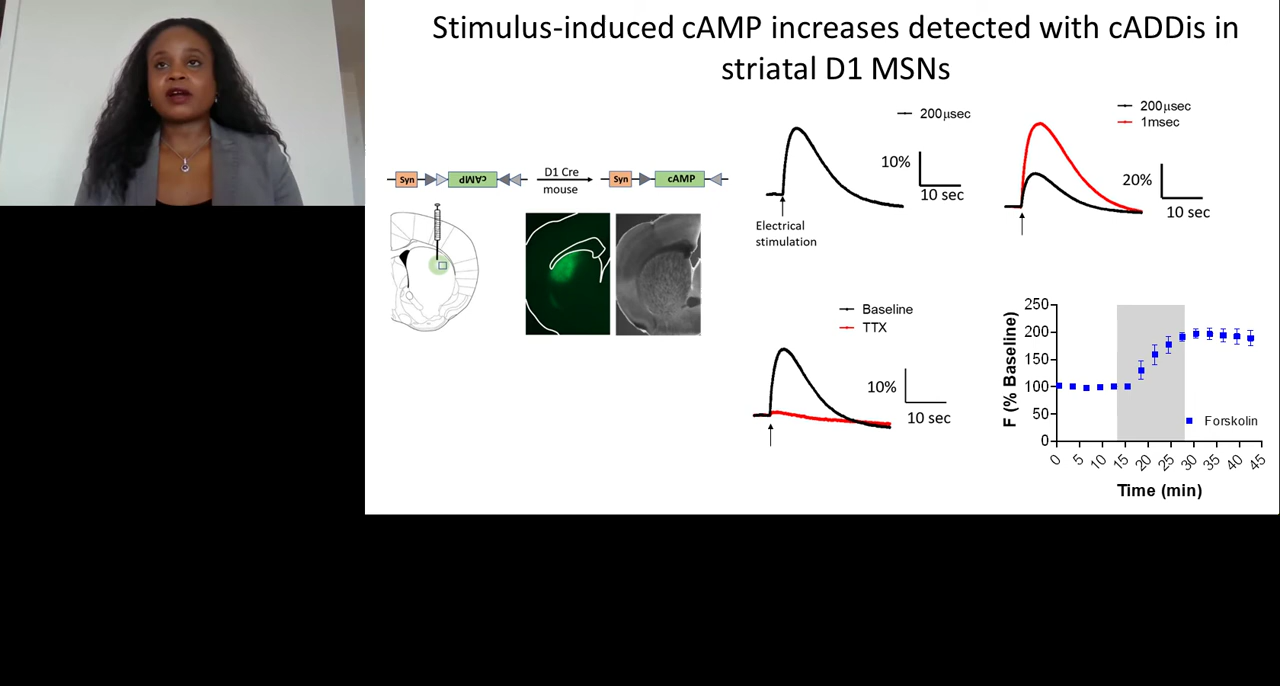 Stimulus-induced cAMP increases detected with cADDis in
striatal D1 MSNs
Syn
cAMP
D1 Cre
mouse
Syn
cAMP
200µsec
10%
10 sec
Electrical
stimulation
200µsec
1msec
20%
10 sec
Baseline
TTX
10%
10 sec
F (% Baseline)
250
200
150
100
50
0
Forskolin
0 5 10 15 20 25 30 35 40 45
Time (min)